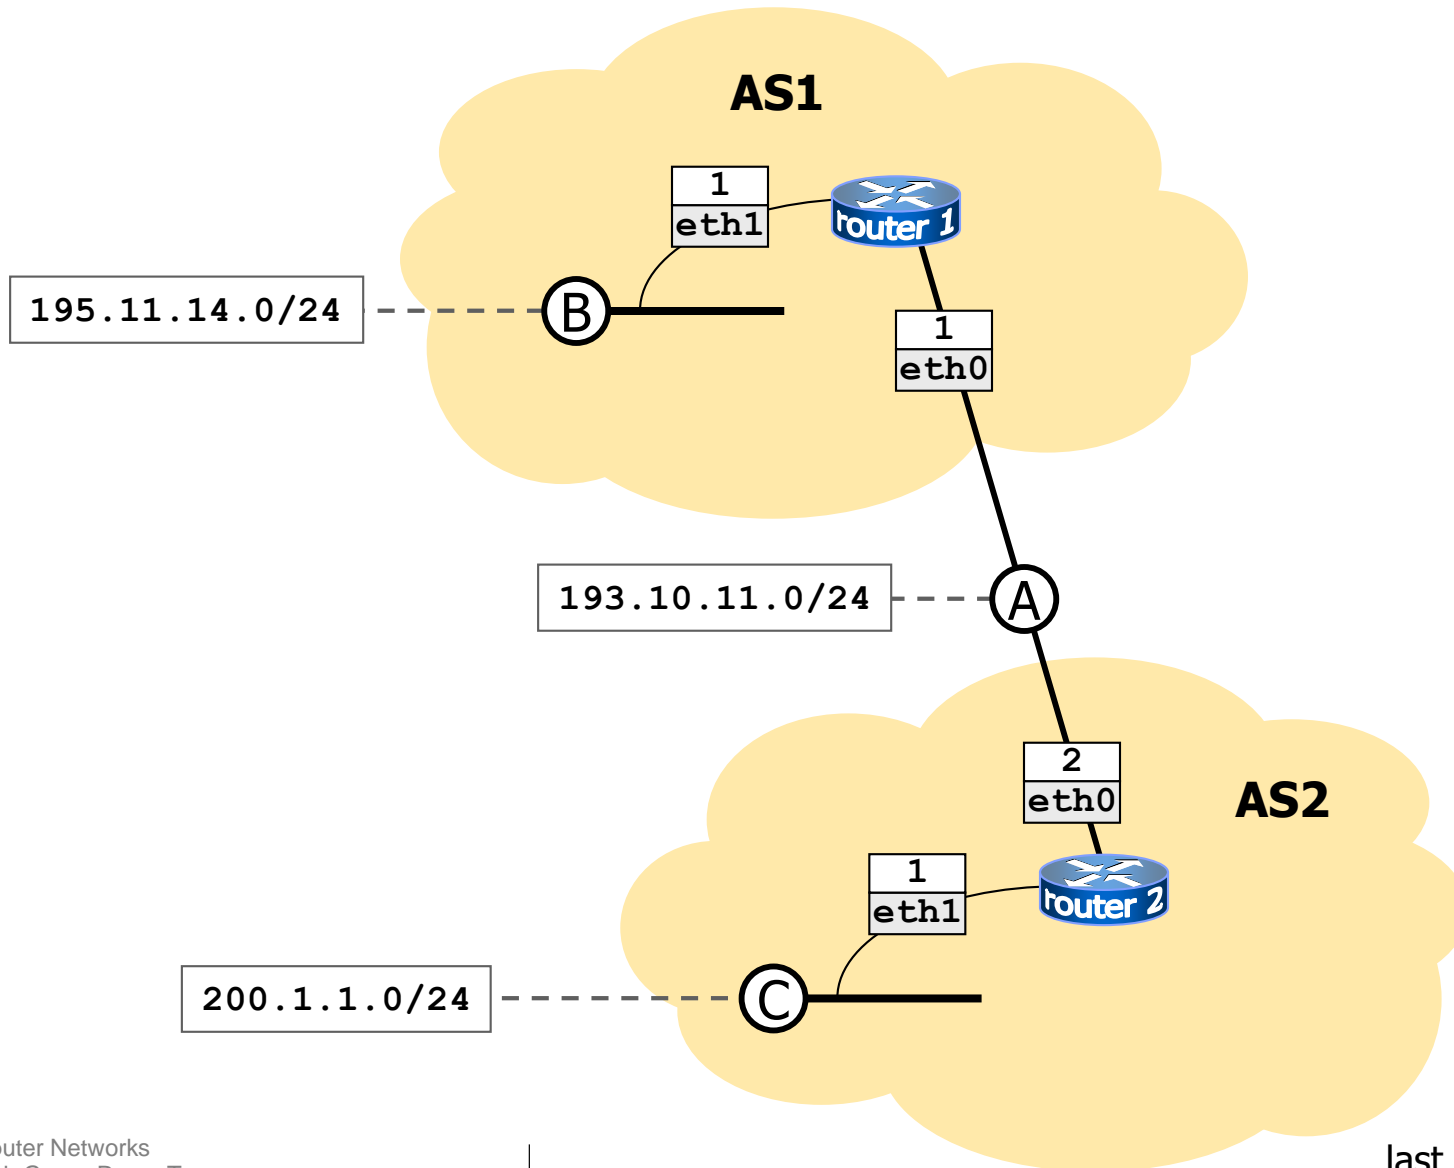 AS1
1
eth1
router 1
195.11.14.0/24
B
1
eth0
193.10.11.0/24
A
2
eth0
AS2
1
eth1
router 2
200.1.1.0/24
C
Networks
last